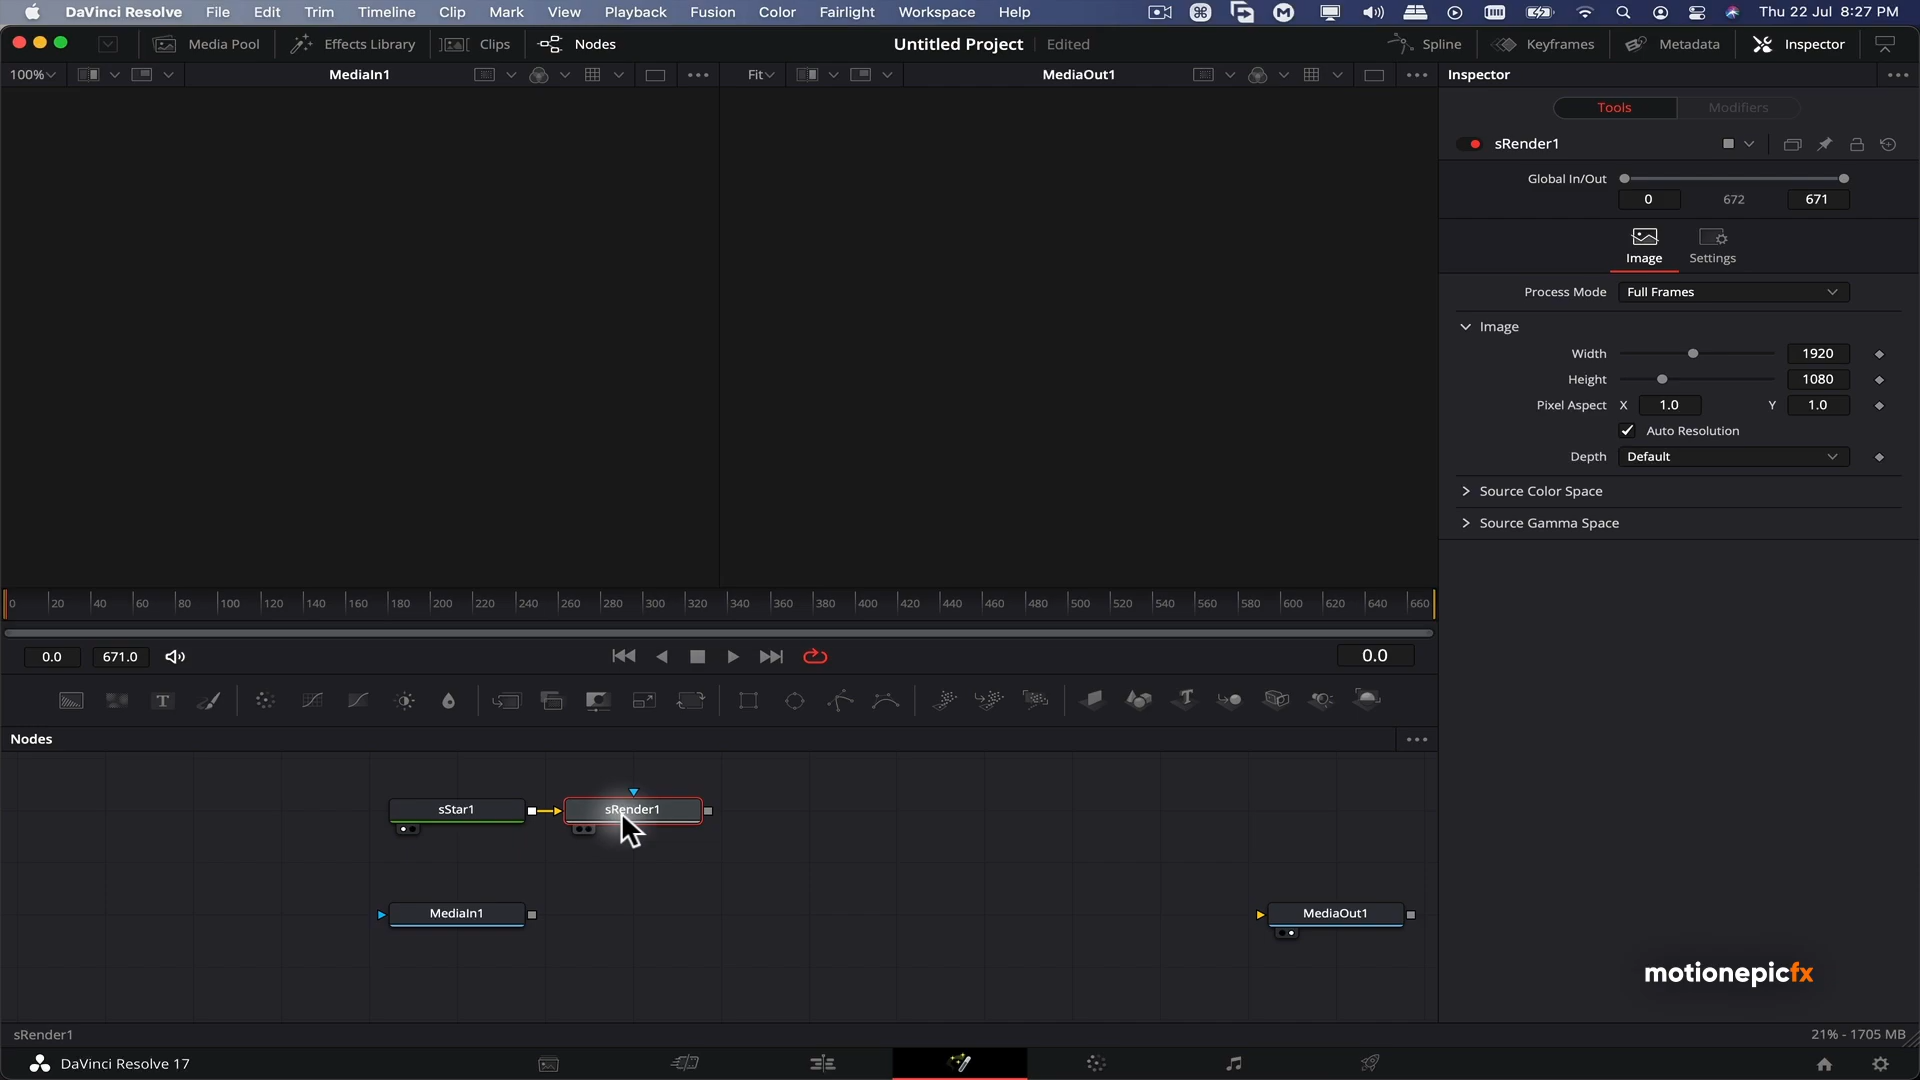 DaVinci Resolve File Edit Trim Timeline Clip Mark View Playback Fusion Color Fairlight Workspace Help Thu 22 Jul 8:27 PM
Media Pool Effects Library Clips Nodes Untitled Project Edited Spline Keyframes Metadata Inspector
100% MediaIn1 Fit MediaOut1 Inspector
Tools Modifiers
sRender1
Global In/Out
0 672 671
Image Settings
Process Mode Full Frames
Image
Width 1920
Height 1080
Pixel Aspect X 1.0 Y 1.0
Auto Resolution
Depth Default
Source Color Space
Source Gamma Space
0 20 40 60 80 100 120 140 160 180 200 220 240 260 280 300 320 340 360 380 400 420 440 460 480 500 520 540 560 580 600 620 640 660
0.0 671.0 0.0
Nodes
sStar1 sRender1
MediaIn1 MediaOut1
motionepicfx
sRender1 21% - 1705 MB
DaVinci Resolve 17